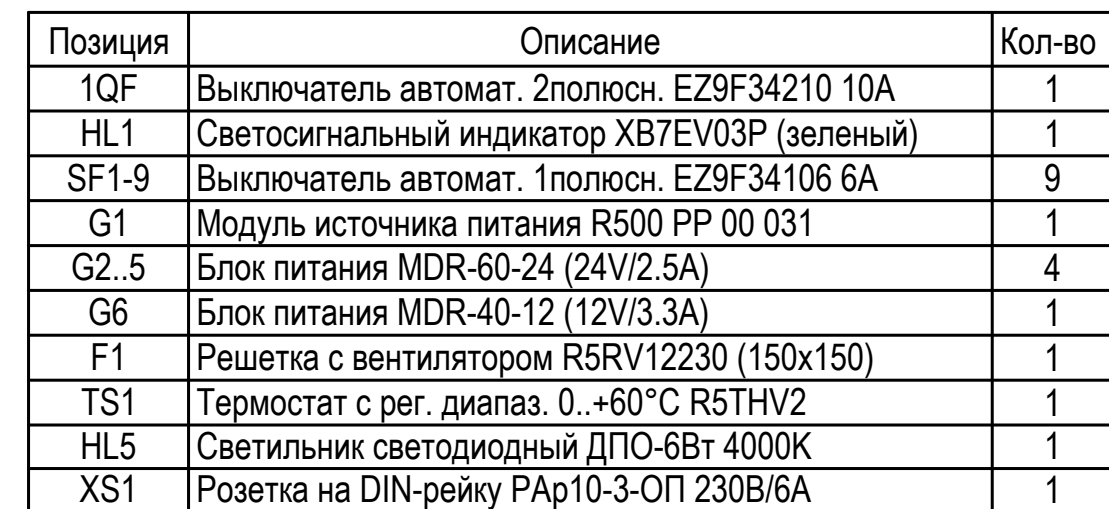 Позиция Описание Кол-во
1QF Выключатель автомат. 2полюсн. EZ9F34210 10А 1
HL1 Светосигнальный индикатор XB7EV03P (зеленый) 1
SF1-9 Выключатель автомат. 1полюсн. EZ9F34106 6А 9
G1 Модуль источника питания R500 PP 00 031 1
G2..5 Блок питания MDR-60-24 (24V/2.5A) 4
G6 Блок питания MDR-40-12 (12V/3.3A) 1
F1 Решетка с вентилятором R5RV12230 (150x150) 1
TS1 Термостат с рег. диапаз. 0..+60°C R5THV2 1
HL5 Светильник светодиодный ДПО-6Вт 4000K 1
XS1 Розетка на DIN-рейку РАр10-3-ОП 230В/6А 1